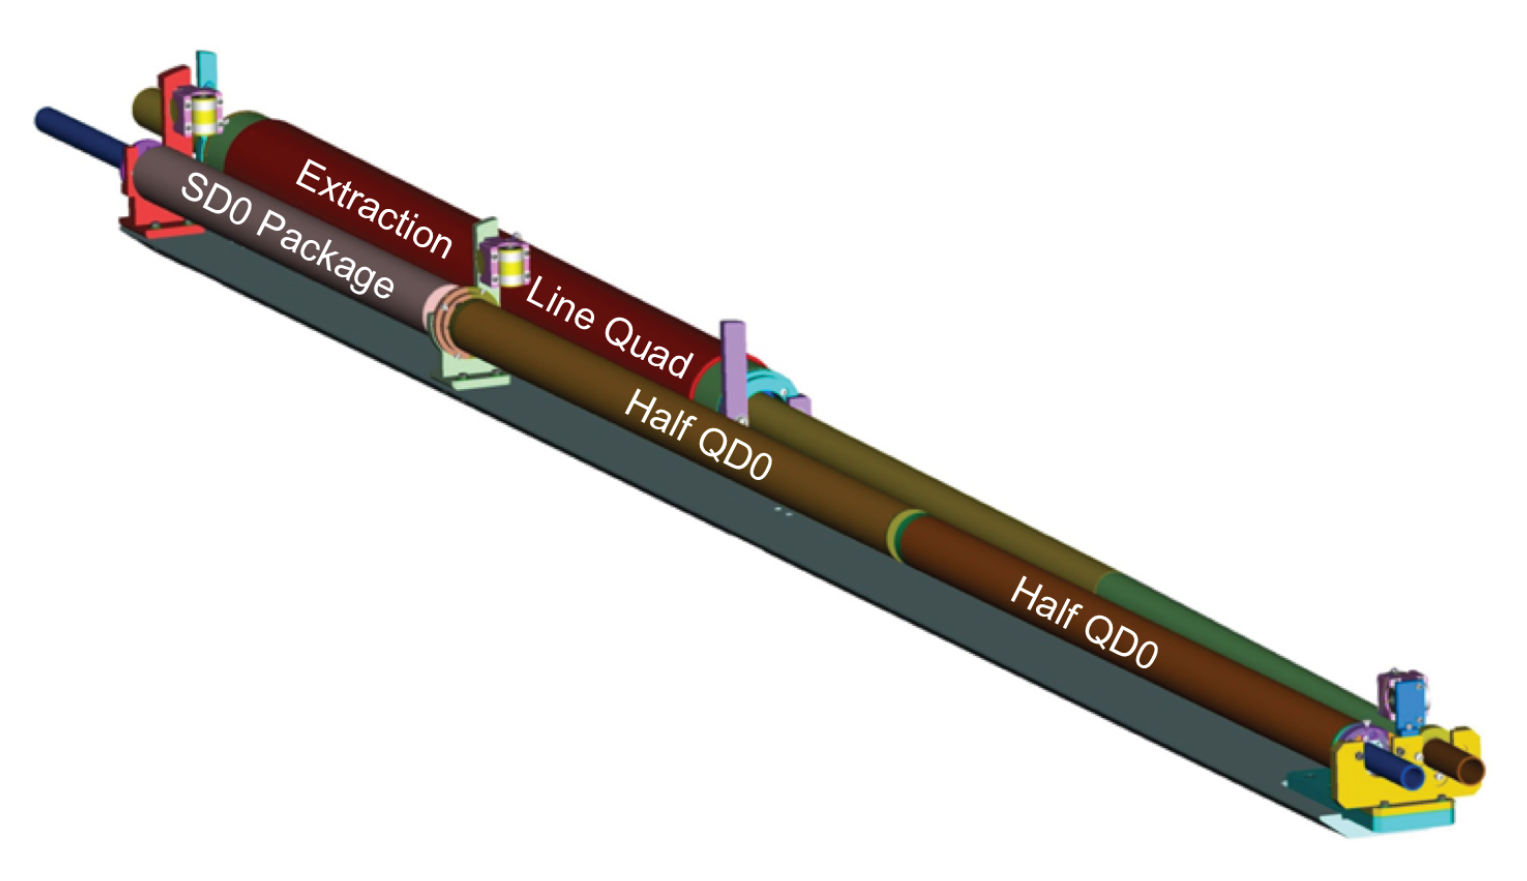 Extraction
Line Quad
SD0 Package
Half QD0
Half QD0